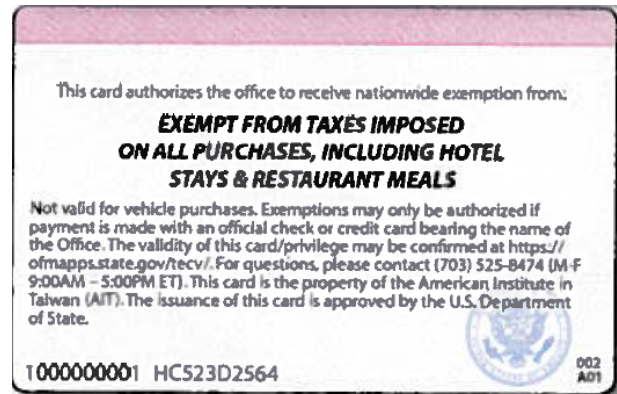 This card authorizes the office to receive nationwide exemption from:
EXEMPT FROM TAXES IMPOSED
ON ALL PURCHASES, INCLUDING HOTEL
STAYS & RESTAURANT MEALS
Not valid for vehicle purchases. Exemptions may only be authorized if
payment is made with an official check or credit card bearing the name of
the Office. The validity of this card/privilege may be confirmed at https://
ofmapps.state.gov/tecv/. For questions, please contact (703) 525-8474 (M-F
9:00AM – 5:00PM ET). This card is the property of the American Institute in
Taiwan (AIT). The issuance of this card is approved by the U.S. Department
of State.
1000000001 HC523D2564
002
A01